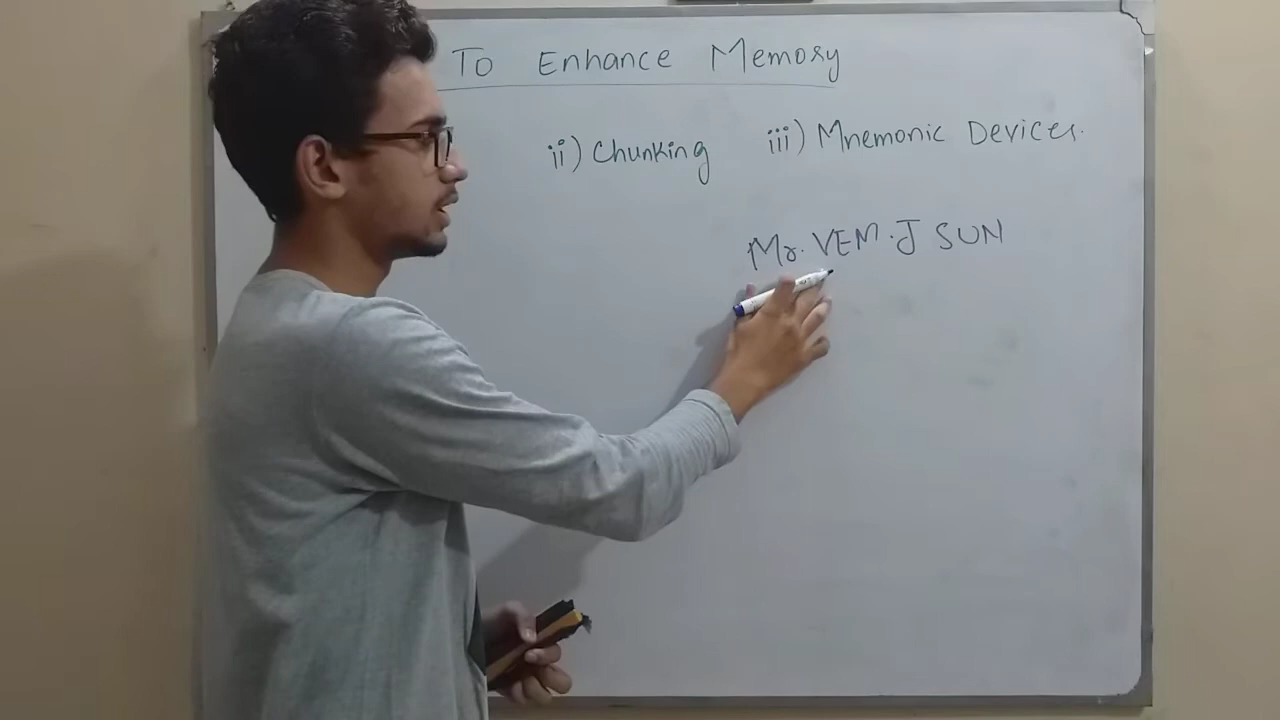 To Enhance Memory
ii) Chunking iii) Mnemonic Devices.
Mr. VEM.J SUN